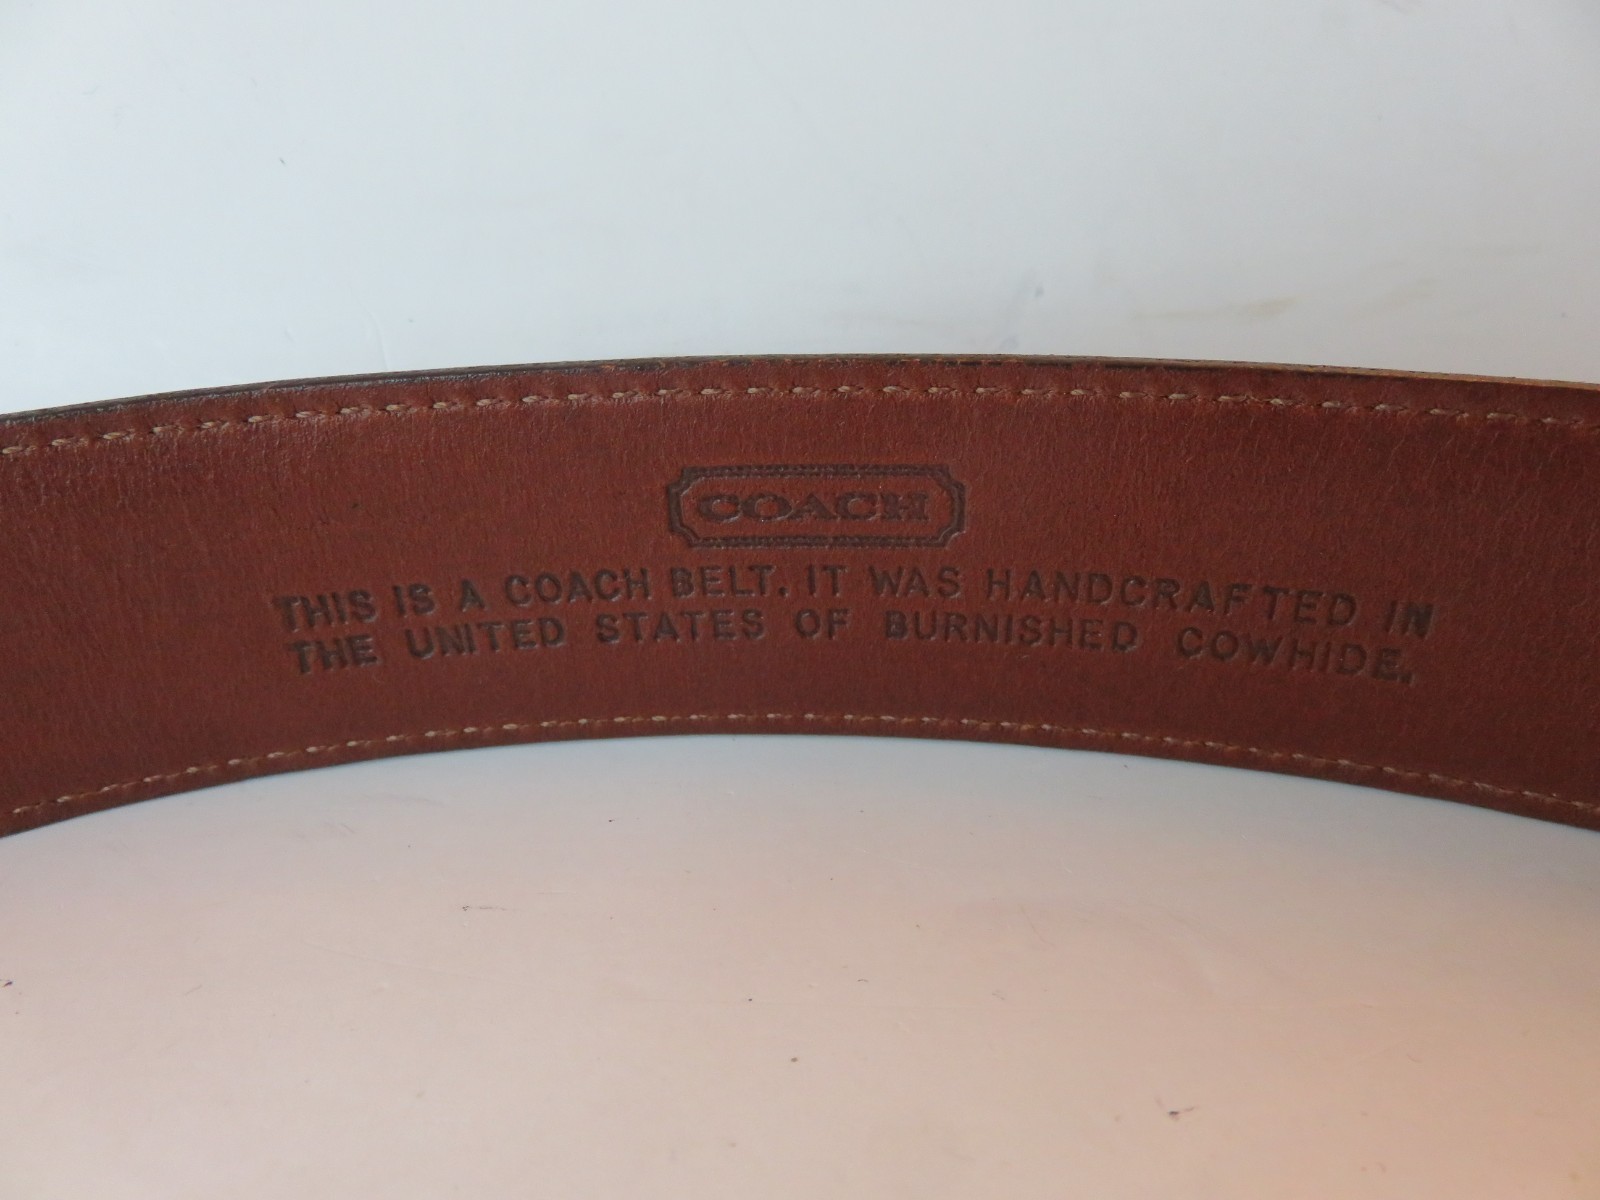 COACH
THIS IS A COACH BELT. IT WAS HANDCRAFTED IN
THE UNITED STATES OF BURNISHED COWHIDE.